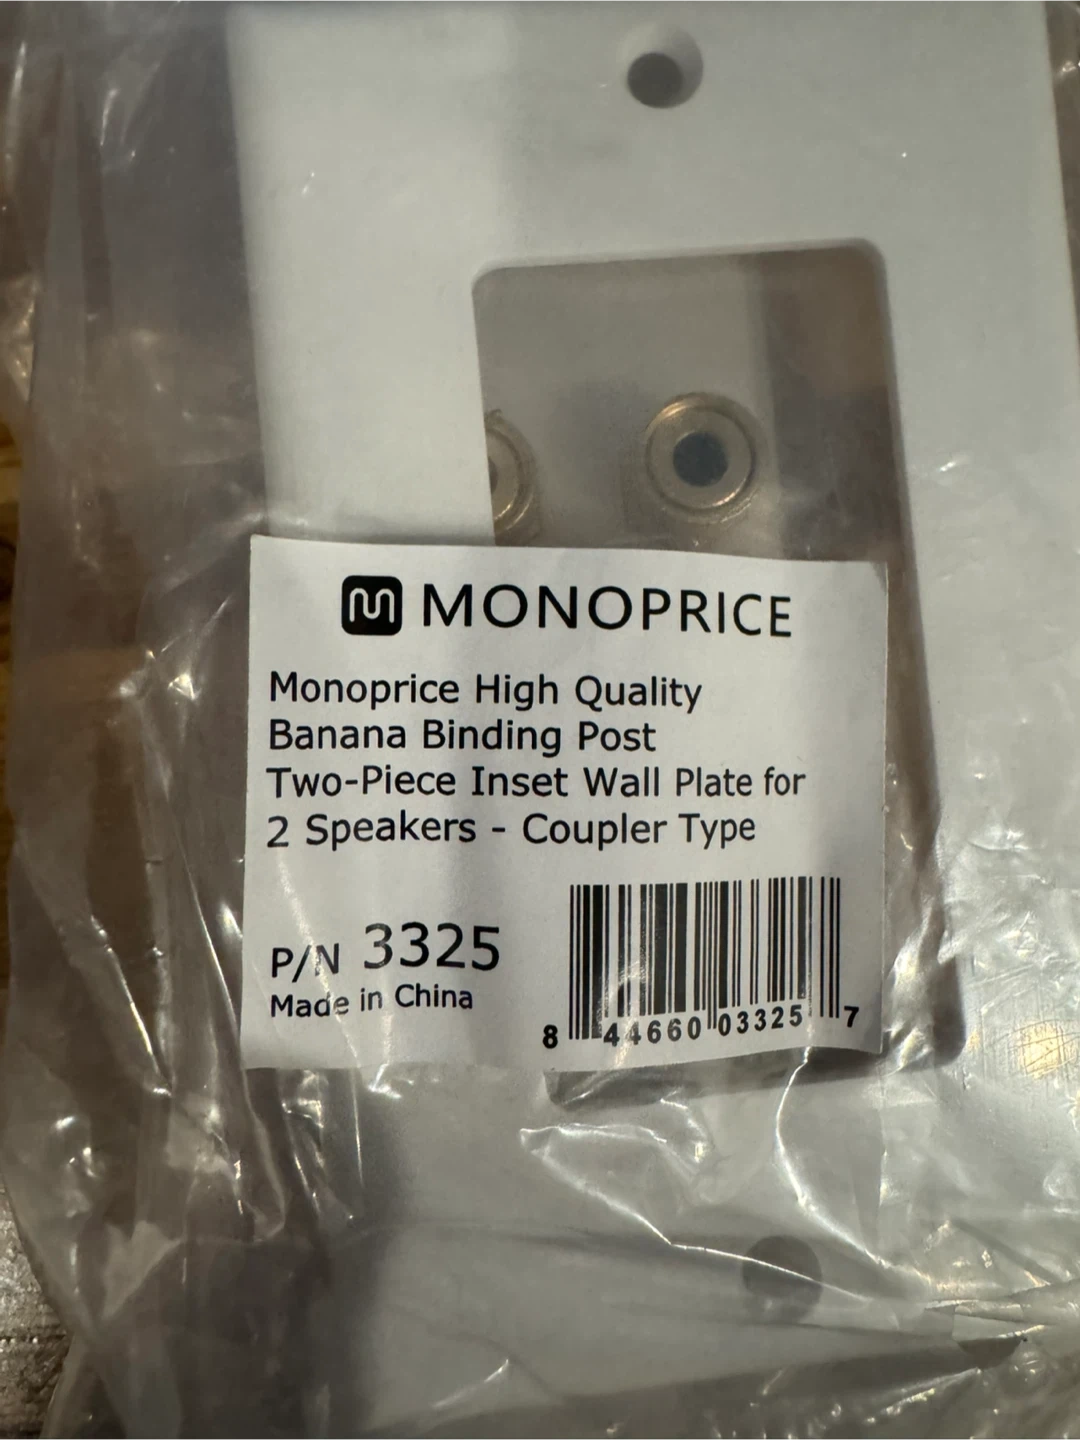 MONOPRICE
Monoprice High Quality
Banana Binding Post
Two-Piece Inset Wall Plate for
2 Speakers - Coupler Type
P/N 3325
Made in China
8 44660 03325 7